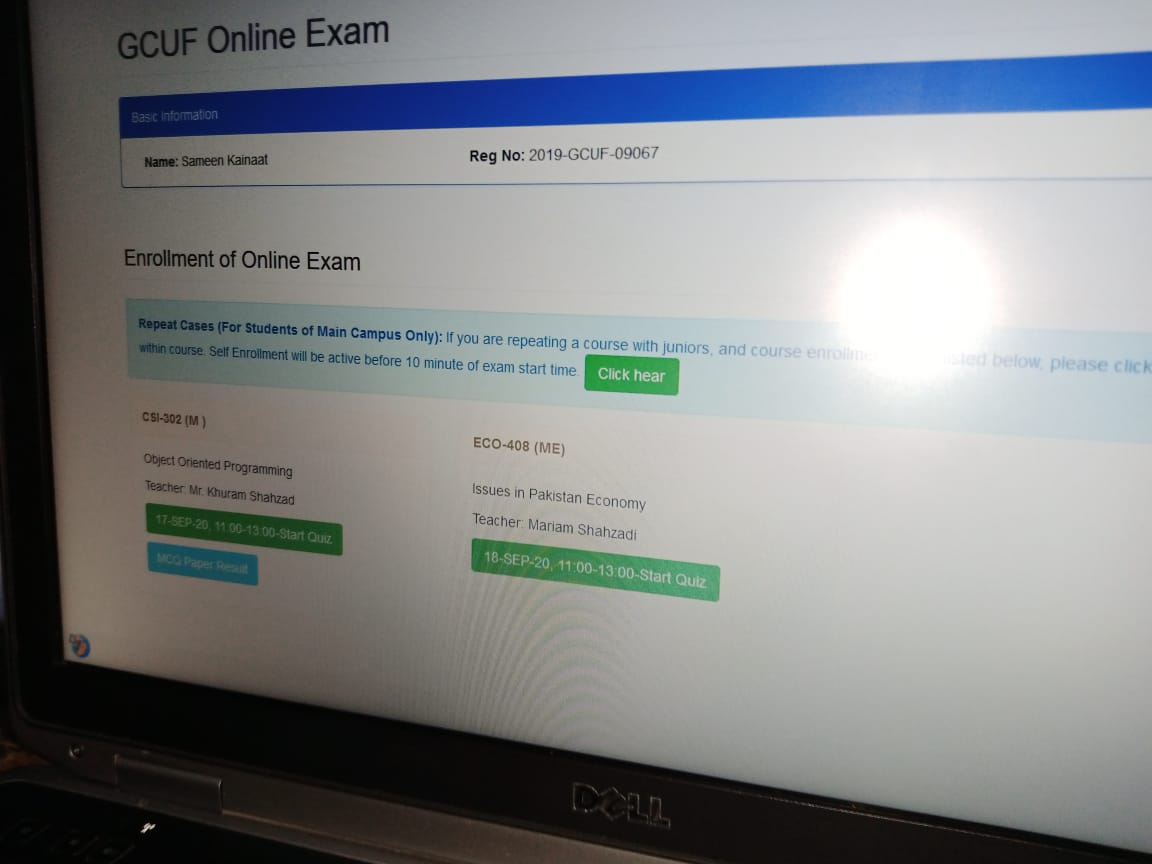 GCUF Online Exam
Basic Information
Name: Sameen Kainaat
Reg No: 2019-GCUF-09067
Enrollment of Online Exam
Repeat Cases (For Students of Main Campus Only): If you are repeating a course with juniors, and course below, please click
within course. Self Enrollment will be active before 10 minute of exam start time. Click hear
CSI-302 (M )
Object Oriented Programming
Teacher: Mr. Khuram Shahzad
17-SEP-20, 11:00-13:00-Start Quiz
MCQ Paper Result
ECO-408 (ME)
Issues in Pakistan Economy
Teacher: Mariam Shahzadi
18-SEP-20, 11:00-13:00-Start Quiz
DELL